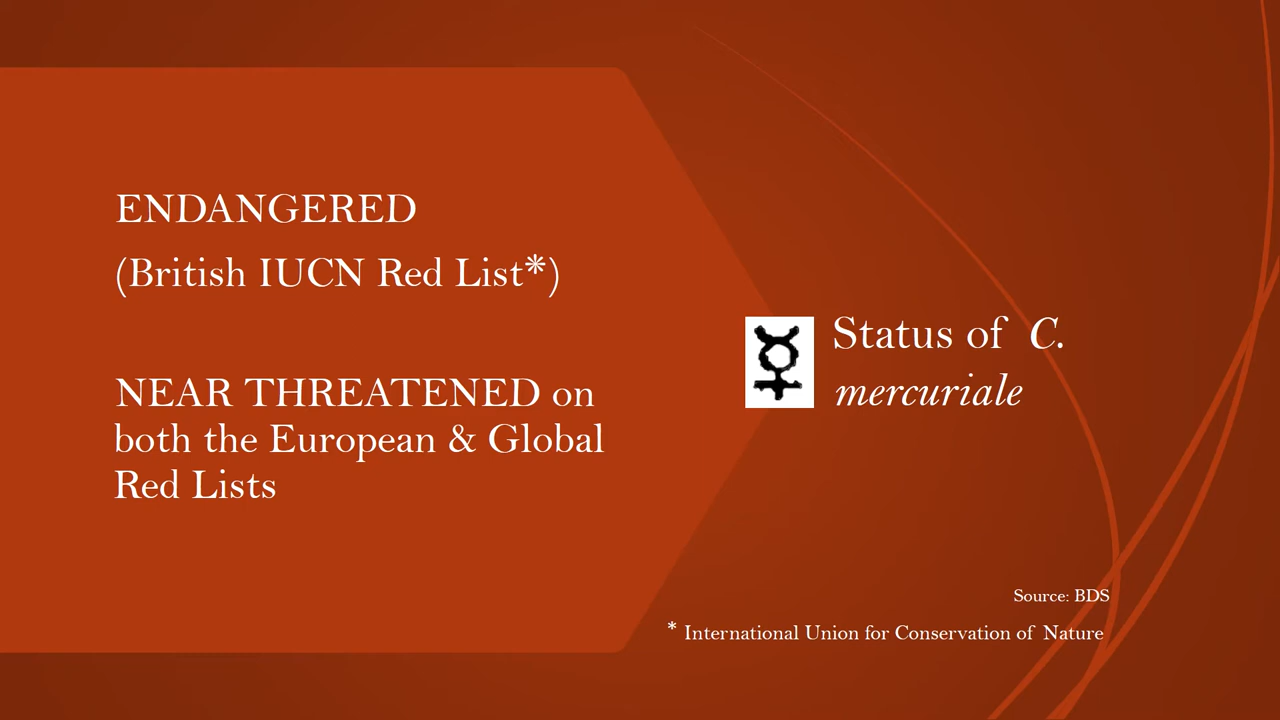 ENDANGERED
(British IUCN Red List*)
NEAR THREATENED on
both the European & Global
Red Lists
Status of C.
mercuriale
Source: BDS
* International Union for Conservation of Nature